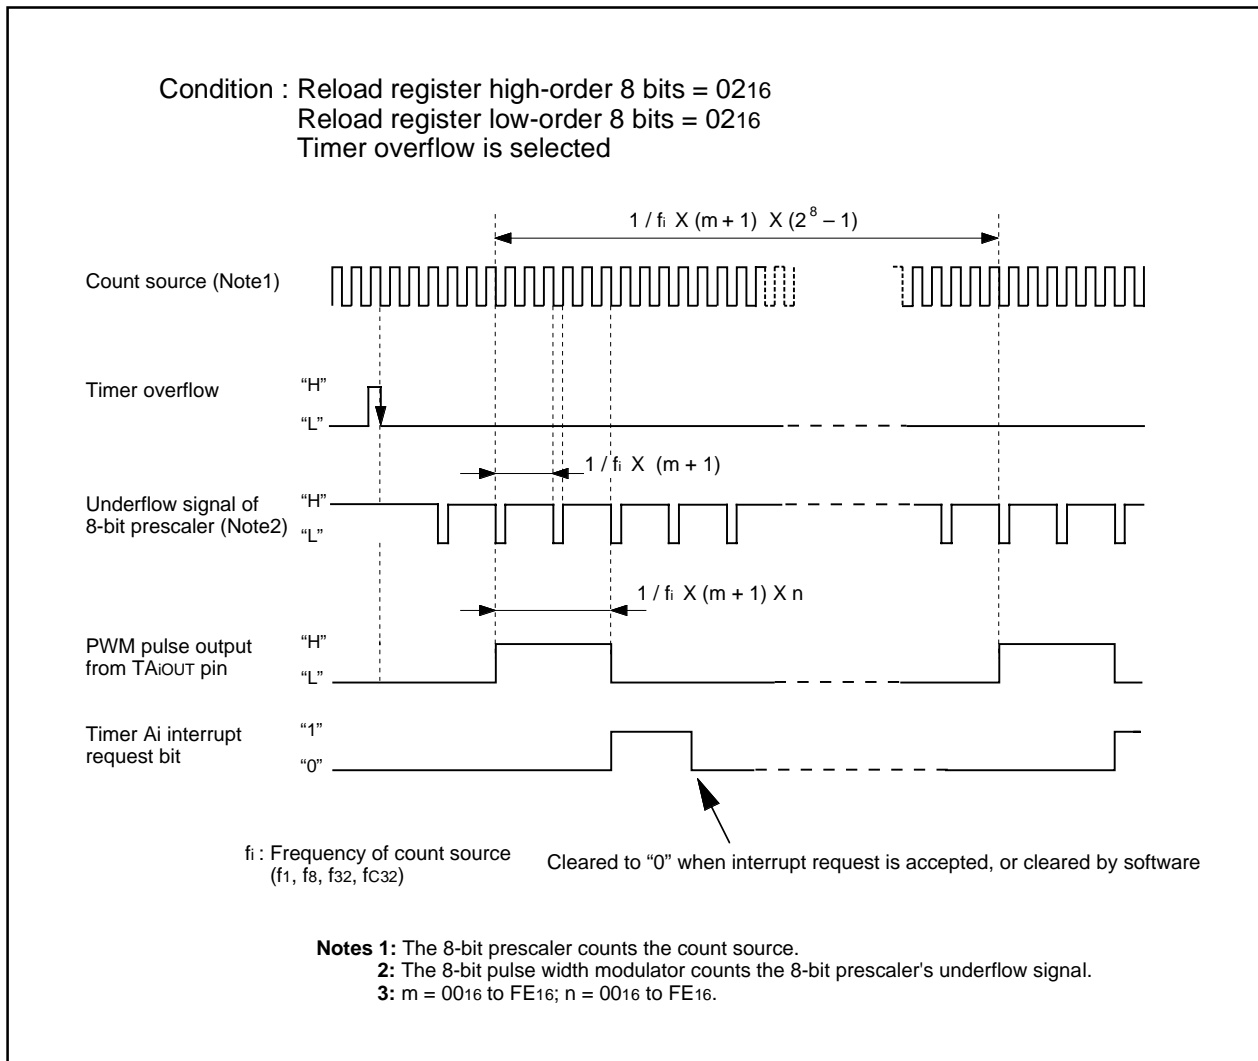 Condition : Reload register high-order 8 bits = 0216
Reload register low-order 8 bits = 0216
Timer overflow is selected
1 / fi X (m + 1) X (2^8 – 1)
Count source (Note1)
Timer overflow
“H”
“L”
1 / fi X (m + 1)
Underflow signal of
8-bit prescaler (Note2)
“H”
“L”
1 / fi X (m + 1) X n
PWM pulse output
from TAiOUT pin
“H”
“L”
Timer Ai interrupt
request bit
“1”
“0”
fi : Frequency of count source
(f1, f8, f32, fC32)
Cleared to “0” when interrupt request is accepted, or cleared by software
Notes 1: The 8-bit prescaler counts the count source.
2: The 8-bit pulse width modulator counts the 8-bit prescaler's underflow signal.
3: m = 0016 to FE16; n = 0016 to FE16.